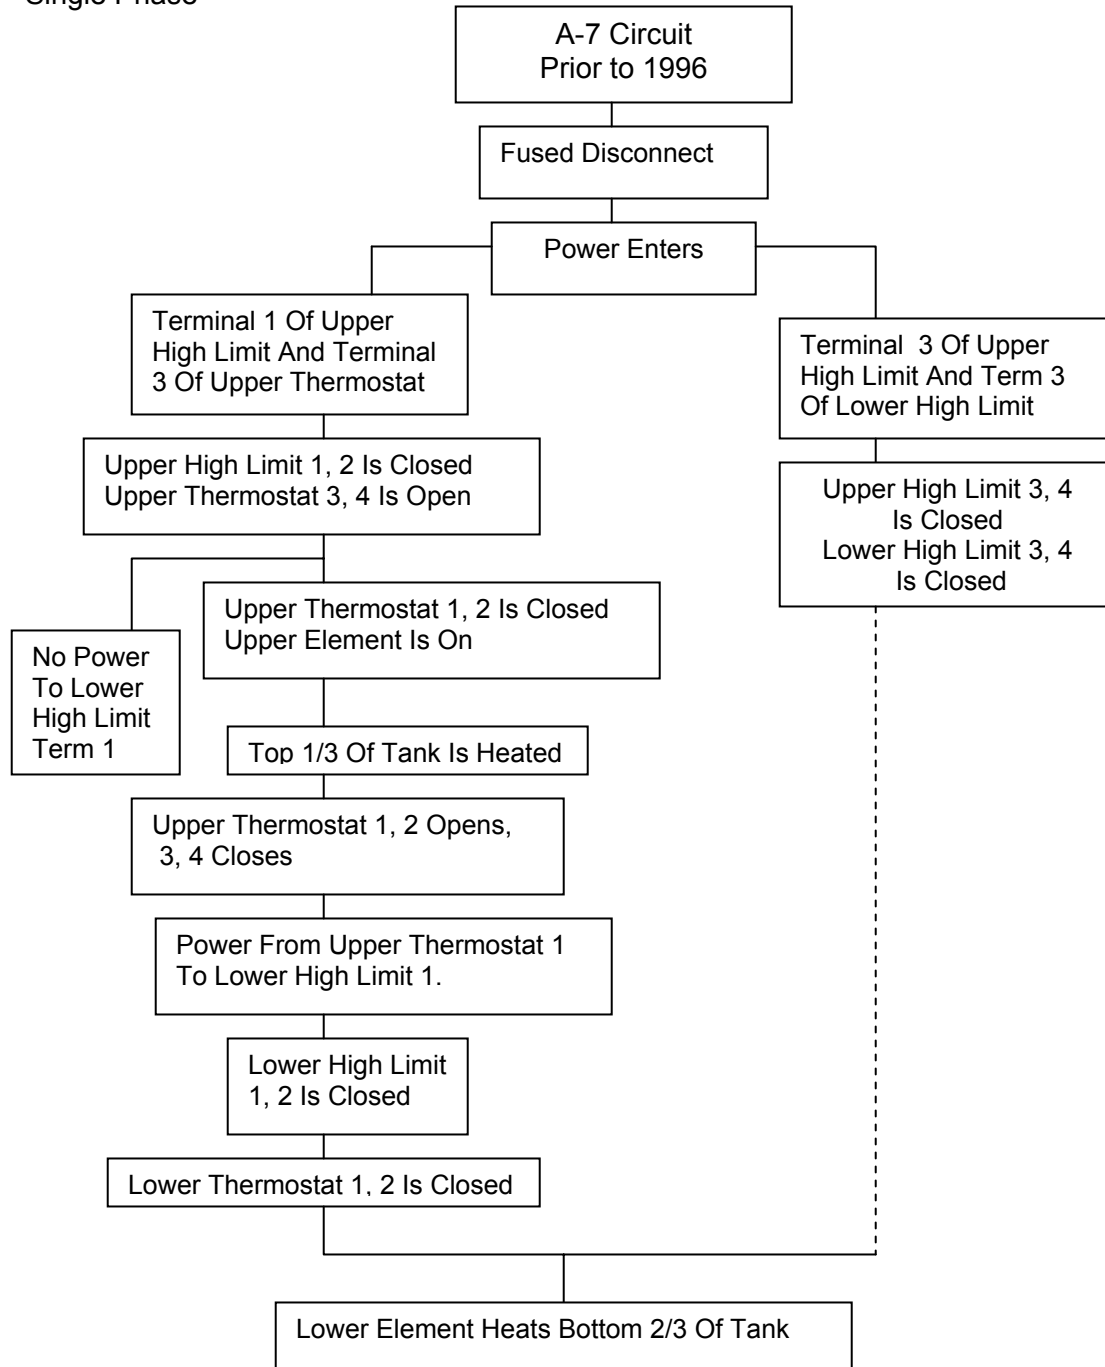 Single Phase
A-7 Circuit
Prior to 1996
Fused Disconnect
Power Enters
Terminal 1 Of Upper
High Limit And Terminal
3 Of Upper Thermostat
Terminal 3 Of Upper
High Limit And Term 3
Of Lower High Limit
Upper High Limit 1, 2 Is Closed
Upper Thermostat 3, 4 Is Open
Upper High Limit 3, 4
Is Closed
Lower High Limit 3, 4
Is Closed
No Power
To Lower
High Limit
Term 1
Upper Thermostat 1, 2 Is Closed
Upper Element Is On
Top 1/3 Of Tank Is Heated
Upper Thermostat 1, 2 Opens,
3, 4 Closes
Power From Upper Thermostat 1
To Lower High Limit 1.
Lower High Limit
1, 2 Is Closed
Lower Thermostat 1, 2 Is Closed
Lower Element Heats Bottom 2/3 Of Tank